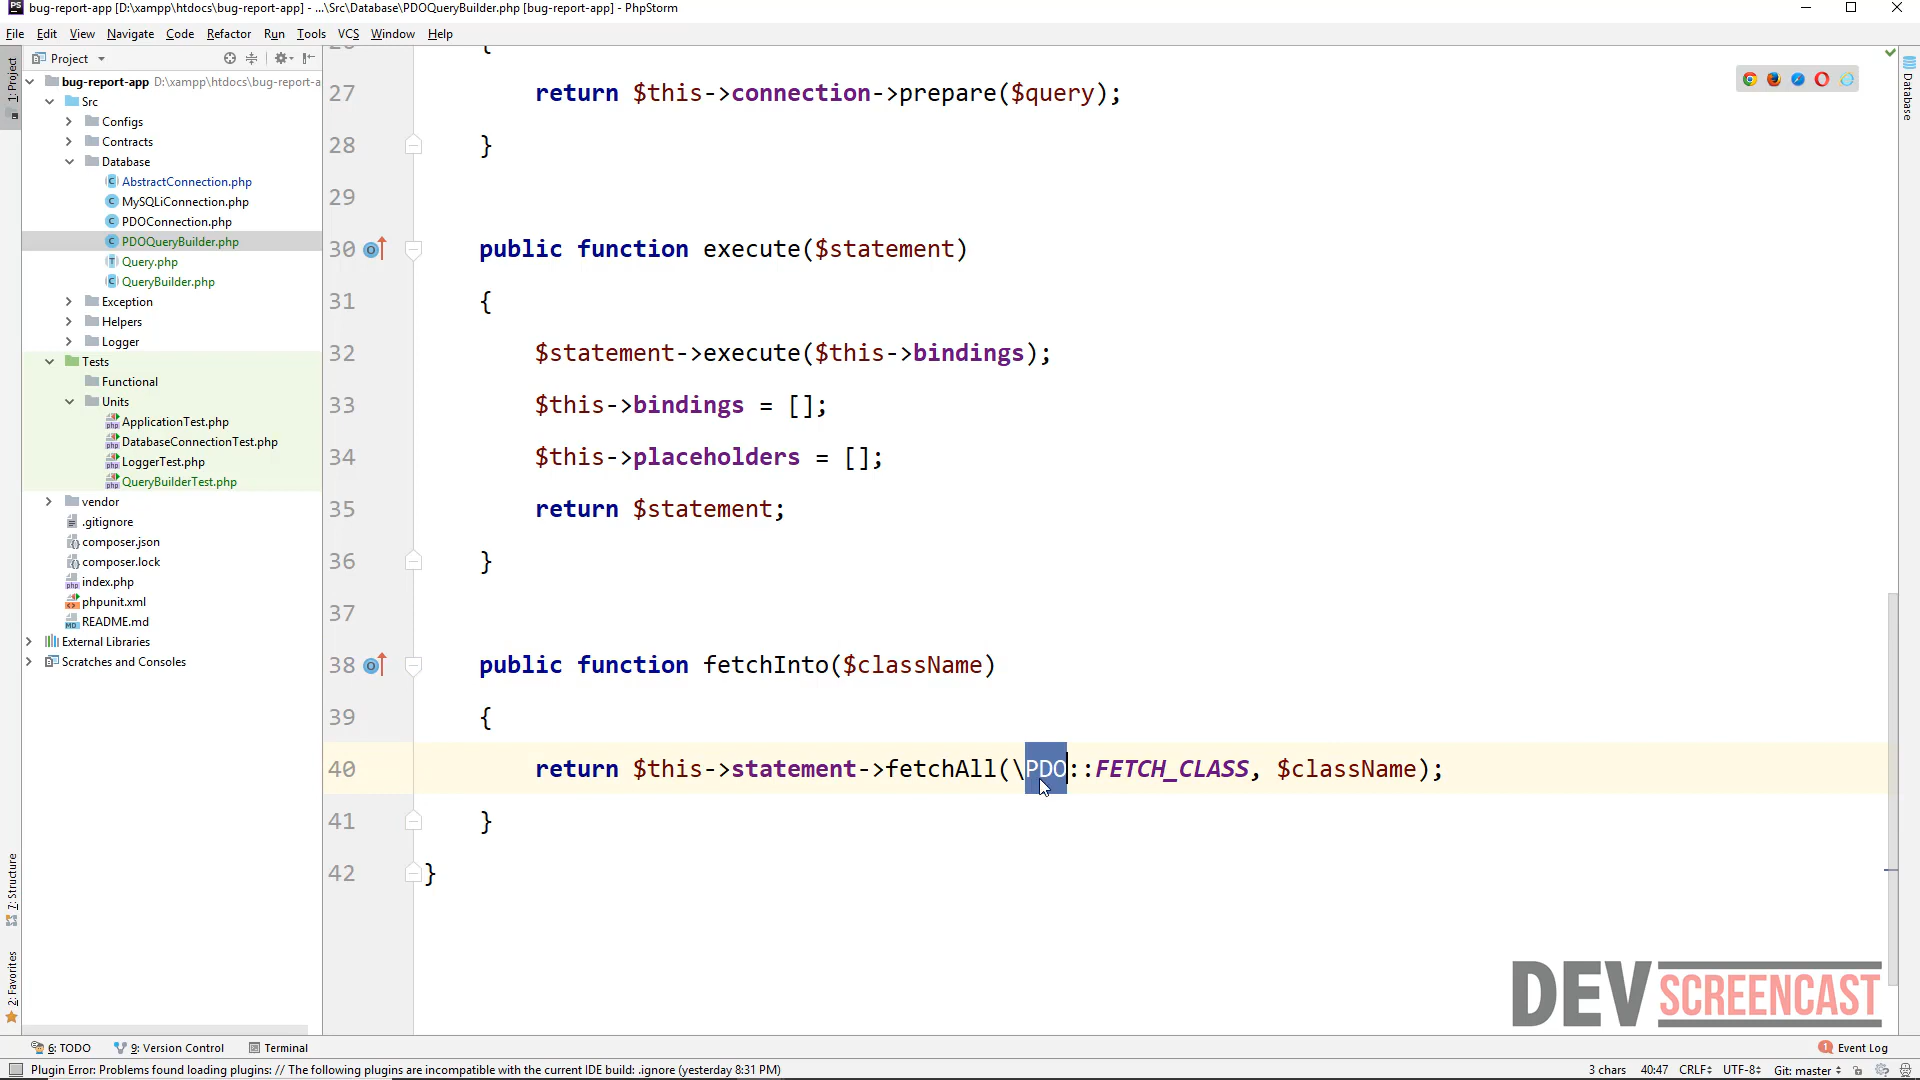 bug-report-app [D:\xampp\htdocs\bug-report-app] - ...\Src\Database\PDOQueryBuilder.php [bug-report-app] - PhpStorm
File Edit View Navigate Code Refactor Run Tools VCS Window Help
Project
1: Project
bug-report-app D:\xampp\htdocs\bug-report-a
Src
Configs
Contracts
Database
AbstractConnection.php
MySQLiConnection.php
PDOConnection.php
PDOQueryBuilder.php
Query.php
QueryBuilder.php
Exception
Helpers
Logger
Tests
Functional
Units
ApplicationTest.php
DatabaseConnectionTest.php
LoggerTest.php
QueryBuilderTest.php
vendor
.gitignore
composer.json
composer.lock
index.php
phpunit.xml
README.md
External Libraries
Scratches and Consoles
7: Structure
2: Favorites
{
27 return $this->connection->prepare($query);
28 }
29
30 public function execute($statement)
31 {
32 $statement->execute($this->bindings);
33 $this->bindings = [];
34 $this->placeholders = [];
35 return $statement;
36 }
37
38 public function fetchInto($className)
39 {
40 return $this->statement->fetchAll(\PDO::FETCH_CLASS, $className);
41 }
42 }
Database
DEVSCREENCAST
6: TODO 9: Version Control Terminal Event Log
Plugin Error: Problems found loading plugins: // The following plugins are incompatible with the current IDE build: .ignore (yesterday 8:31 PM) 3 chars 40:47 CRLF UTF-8 Git: master